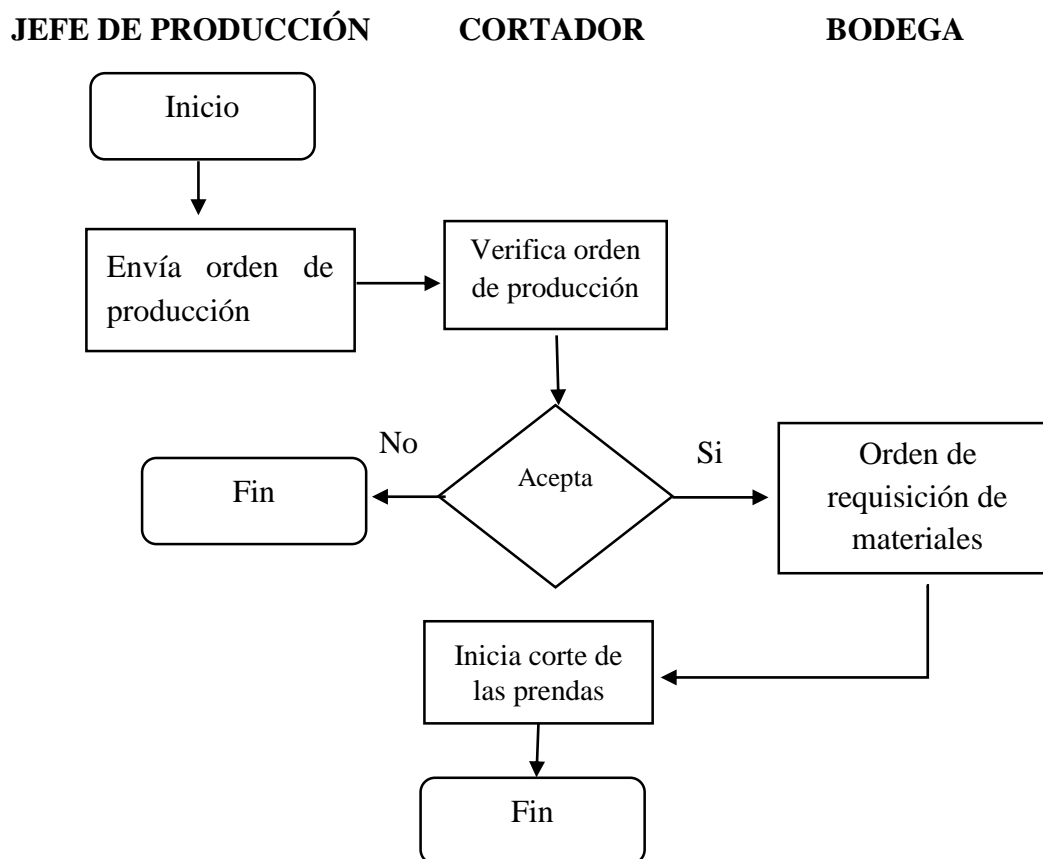 JEFE DE PRODUCCIÓN CORTADOR BODEGA
Inicio
Envía orden de
producción
Verifica orden
de producción
No
Si
Fin
Acepta
Orden de
requisición de
materiales
Inicia corte de
las prendas
Fin